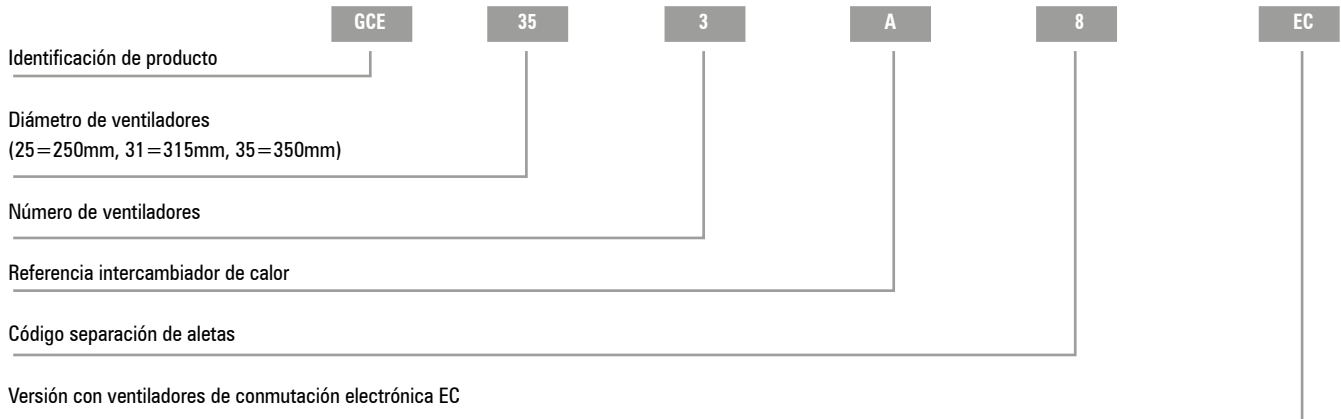 GCE 35 3 A 8 EC
Identificación de producto
Diámetro de ventiladores
(25=250mm, 31=315mm, 35=350mm)
Número de ventiladores
Referencia intercambiador de calor
Código separación de aletas
Versión con ventiladores de conmutación electrónica EC